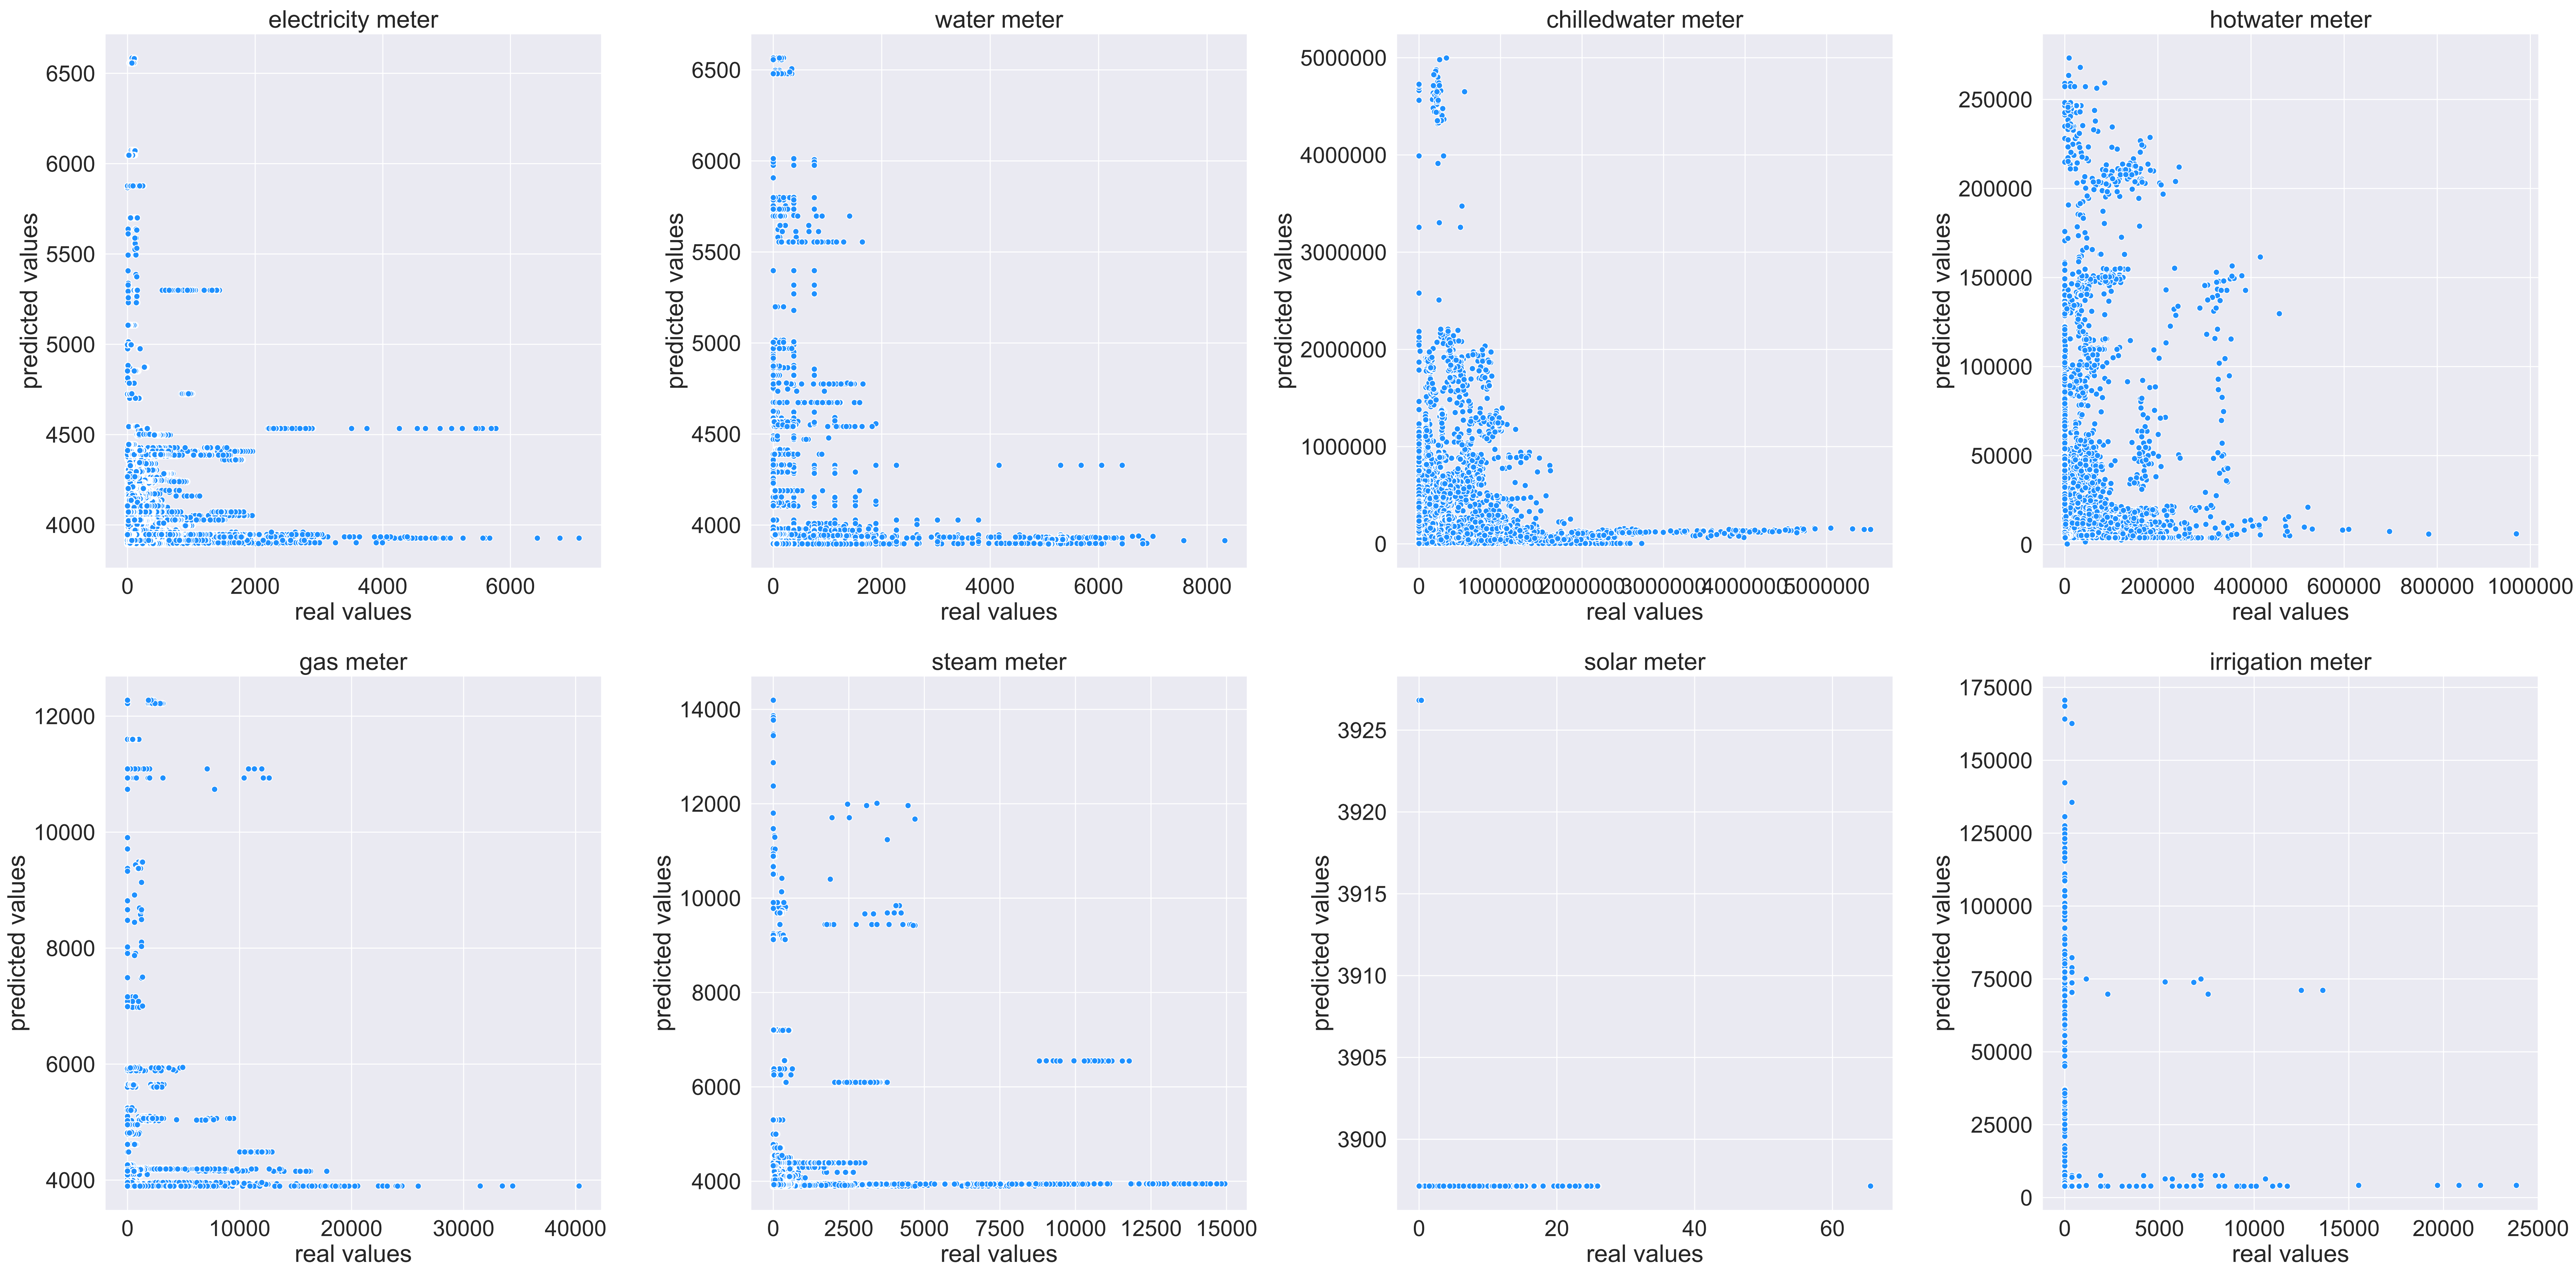 electricity meter
6500
6000
5500
5000
4500
4000
predicted values
0 2000 4000 6000
real values
water meter
6500
6000
5500
5000
4500
4000
predicted values
0 2000 4000 6000 8000
real values
chilledwater meter
5000000
4000000
3000000
2000000
1000000
0
predicted values
0 1000000 2000000 3000000 4000000 5000000
real values
hotwater meter
250000
200000
150000
100000
50000
0
predicted values
0 200000 400000 600000 800000 1000000
real values
gas meter
12000
10000
8000
6000
4000
predicted values
0 10000 20000 30000 40000
real values
steam meter
14000
12000
10000
8000
6000
4000
predicted values
0 2500 5000 7500 10000 12500 15000
real values
solar meter
3925
3920
3915
3910
3905
3900
predicted values
0 20 40 60
real values
irrigation meter
175000
150000
125000
100000
75000
50000
25000
0
predicted values
0 5000 10000 15000 20000 25000
real values